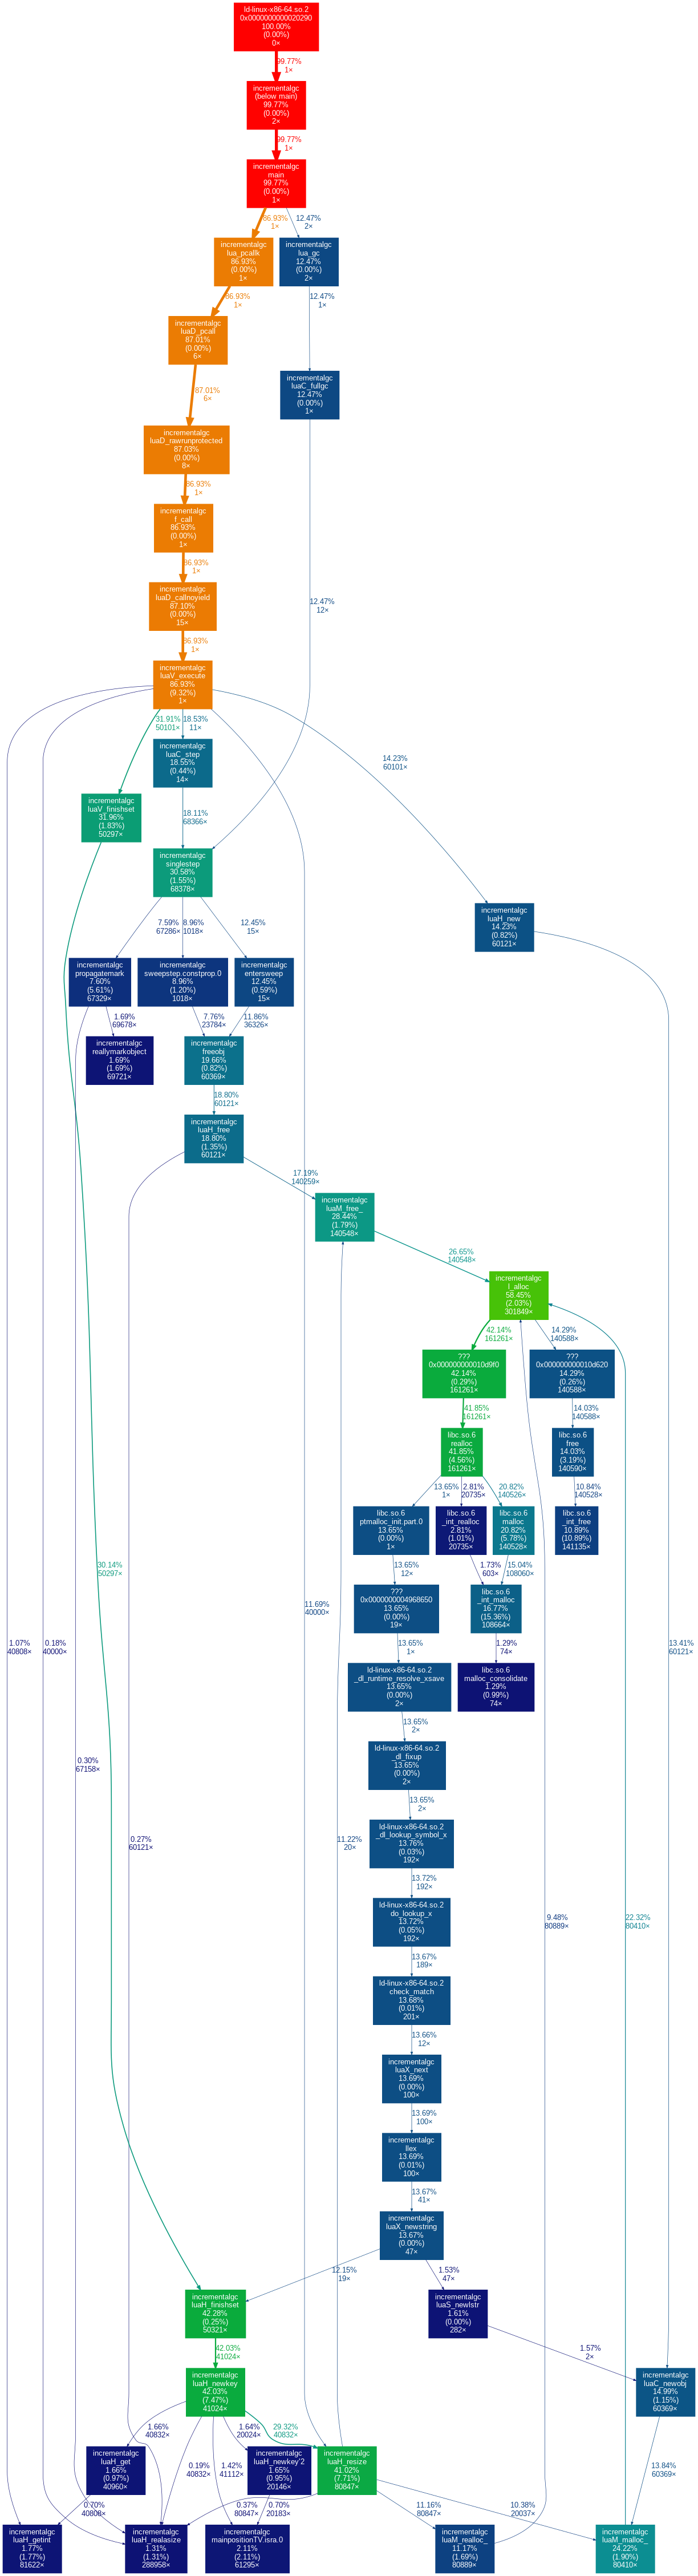 ld-linux-x86-64.so.2
0x0000000000020290
100.00%
(0.00%)
0×
99.77%
1×
incrementalgc
(below main)
99.77%
(0.00%)
2×
99.77%
1×
incrementalgc
main
99.77%
(0.00%)
1×
86.93%
1×
12.47%
2×
incrementalgc
lua_pcallk
86.93%
(0.00%)
1×
incrementalgc
lua_gc
12.47%
(0.00%)
2×
86.93%
1×
12.47%
1×
incrementalgc
luaD_pcall
87.01%
(0.00%)
6×
incrementalgc
luaC_fullgc
12.47%
(0.00%)
1×
87.01%
6×
incrementalgc
luaD_rawrunprotected
87.03%
(0.00%)
8×
86.93%
1×
incrementalgc
f_call
86.93%
(0.00%)
1×
86.93%
1×
incrementalgc
luaD_callnoyield
87.10%
(0.00%)
15×
12.47%
12×
86.93%
1×
incrementalgc
luaV_execute
86.93%
(9.32%)
1×
31.91%
50101×
18.53%
11×
14.23%
60101×
incrementalgc
luaC_step
18.55%
(0.44%)
14×
incrementalgc
luaV_finishset
31.96%
(1.83%)
50297×
18.11%
68366×
incrementalgc
singlestep
30.58%
(1.55%)
68378×
incrementalgc
luaH_new
14.23%
(0.82%)
60121×
7.59%
67286×
8.96%
1018×
12.45%
15×
incrementalgc
propagatemark
7.60%
(5.61%)
67329×
incrementalgc
sweepstep.constprop.0
8.96%
(1.20%)
1018×
incrementalgc
entersweep
12.45%
(0.59%)
15×
1.69%
69678×
7.76%
23784×
11.86%
36326×
incrementalgc
reallymarkobject
1.69%
(1.69%)
69721×
incrementalgc
freeobj
19.66%
(0.82%)
60369×
18.80%
60121×
incrementalgc
luaH_free
18.80%
(1.35%)
60121×
17.19%
140259×
incrementalgc
luaM_free_
28.44%
(1.79%)
140548×
26.65%
140548×
incrementalgc
l_alloc
58.45%
(2.03%)
301849×
42.14%
161261×
14.29%
140588×
???
0x000000000010d9f0
42.14%
(0.29%)
161261×
???
0x000000000010d620
14.29%
(0.26%)
140588×
41.85%
161261×
14.03%
140588×
libc.so.6
realloc
41.85%
(4.56%)
161261×
libc.so.6
free
14.03%
(3.19%)
140590×
13.65%
1×
2.81%
20735×
20.82%
140526×
10.84%
140528×
libc.so.6
ptmalloc_init.part.0
13.65%
(0.00%)
1×
libc.so.6
_int_realloc
2.81%
(1.01%)
20735×
libc.so.6
malloc
20.82%
(5.78%)
140528×
libc.so.6
_int_free
10.89%
(10.89%)
141135×
30.14%
50297×
13.65%
12×
1.73%
603×
15.04%
108060×
???
0x0000000004968650
13.65%
(0.00%)
19×
libc.so.6
_int_malloc
16.77%
(15.36%)
108664×
11.69%
40000×
13.65%
1×
1.29%
74×
1.07%
40808×
0.18%
40000×
13.41%
60121×
ld-linux-x86-64.so.2
_dl_runtime_resolve_xsave
13.65%
(0.00%)
2×
libc.so.6
malloc_consolidate
1.29%
(0.99%)
74×
13.65%
2×
0.30%
67158×
ld-linux-x86-64.so.2
_dl_fixup
13.65%
(0.00%)
2×
13.65%
2×
0.27%
60121×
11.22%
20×
ld-linux-x86-64.so.2
_dl_lookup_symbol_x
13.76%
(0.03%)
192×
13.72%
192×
ld-linux-x86-64.so.2
do_lookup_x
13.72%
(0.05%)
192×
9.48%
80889×
22.32%
80410×
13.67%
189×
ld-linux-x86-64.so.2
check_match
13.68%
(0.01%)
201×
13.66%
12×
incrementalgc
luaX_next
13.69%
(0.00%)
100×
13.69%
100×
incrementalgc
llex
13.69%
(0.01%)
100×
13.67%
41×
incrementalgc
luaX_newstring
13.67%
(0.00%)
47×
12.15%
19×
1.53%
47×
incrementalgc
luaH_finishset
42.28%
(0.25%)
50321×
incrementalgc
luaS_newlstr
1.61%
(0.00%)
282×
42.03%
41024×
1.57%
2×
incrementalgc
luaH_newkey
42.03%
(7.47%)
41024×
incrementalgc
luaC_newobj
14.99%
(1.15%)
60369×
1.66%
40832×
1.64%
20024×
29.32%
40832×
13.84%
60369×
incrementalgc
luaH_get
1.66%
(0.97%)
40960×
0.19%
40832×
1.42%
41112×
incrementalgc
luaH_newkey'2
1.65%
(0.95%)
20146×
incrementalgc
luaH_resize
41.02%
(7.71%)
80847×
0.70%
40808×
0.37%
80847×
0.70%
20183×
11.16%
80847×
10.38%
20037×
incrementalgc
luaH_getint
1.77%
(1.77%)
81622×
incrementalgc
luaH_realasize
1.31%
(1.31%)
288958×
incrementalgc
mainpositionTV.isra.0
2.11%
(2.11%)
61295×
incrementalgc
luaM_realloc_
11.17%
(1.69%)
80889×
incrementalgc
luaM_malloc_
24.22%
(1.90%)
80410×